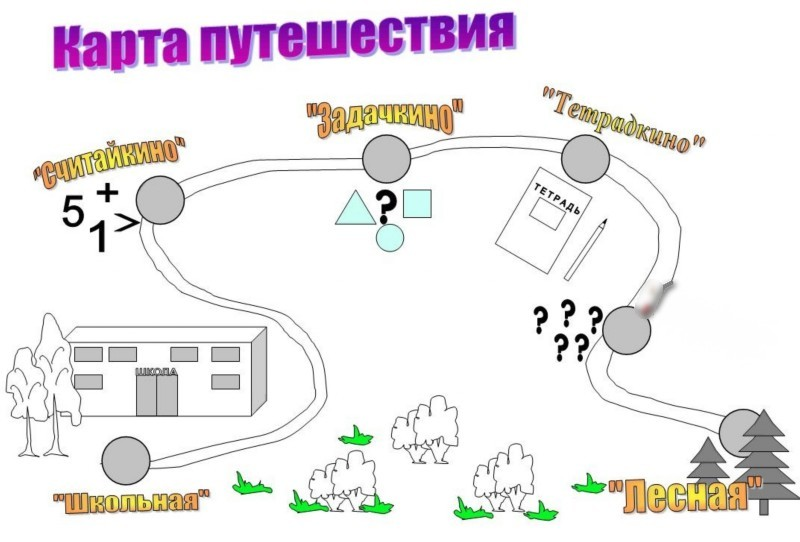 Карта путешествия
"Задачкино"
"Тетрадкино"
"Считайкино"
5 +
1 >
?
ТЕТРАДЬ
? ? ?
? ?
ШКОЛА
"Школьная"
"Лесная"